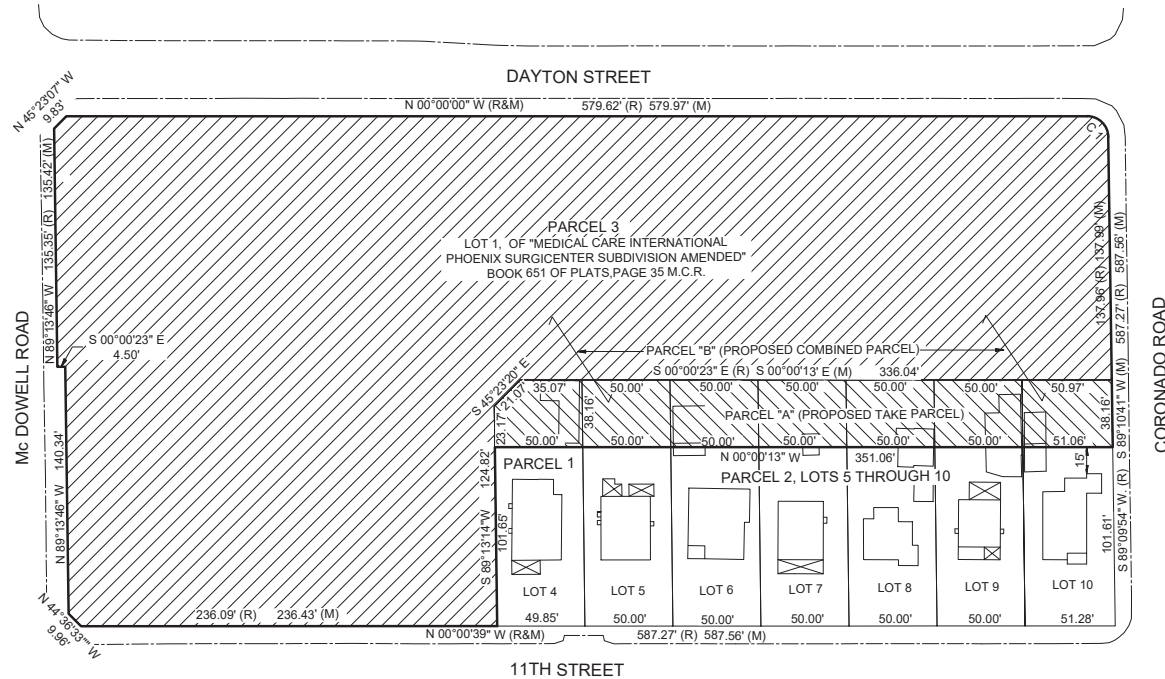 DAYTON STREET
N 00°00'00" W (R&M) 579.62' (R) 579.97' (M)
N 45°23'07" W
9.83'
C 1
N 89°13'46" W 135.35' (R) 135.42' (M)
PARCEL 3
LOT 1, OF "MEDICAL CARE INTERNATIONAL
PHOENIX SURGICENTER SUBDIVISION AMENDED"
BOOK 651 OF PLATS,PAGE 35 M.C.R.
137.96' (R) 137.99' (M)
587.27' (R) 587.56' (M)
Mc DOWELL ROAD
CORONADO ROAD
S 00°00'23" E
4.50'
PARCEL "B" (PROPOSED COMBINED PARCEL)
S 00°00'23" E (R) S 00°00'13 E (M) 336.04'
S 45°23'20" E
21.07'
35.07' 50.00' 50.00' 50.00' 50.00' 50.00' 50.97'
23.17'
38.16'
PARCEL "A" (PROPOSED TAKE PARCEL)
38.16'
50.00' 50.00' 50.00' 50.00' 50.00' 50.00' 51.06'
N 00°00'13" W 351.06'
N 89°13'46" W 140.34'
PARCEL 1
PARCEL 2, LOTS 5 THROUGH 10
15'
S 89°13'14" W 124.82'
101.65'
101.61'
S 89°09'54" W. (R) S 89°10'41" W (M)
LOT 4 LOT 5 LOT 6 LOT 7 LOT 8 LOT 9 LOT 10
N 44°36'33"" W
9.96'
236.09' (R) 236.43' (M)
49.85' 50.00' 50.00' 50.00' 50.00' 50.00' 51.28'
N 00°00'39" W (R&M) 587.27' (R) 587.56' (M)
11TH STREET